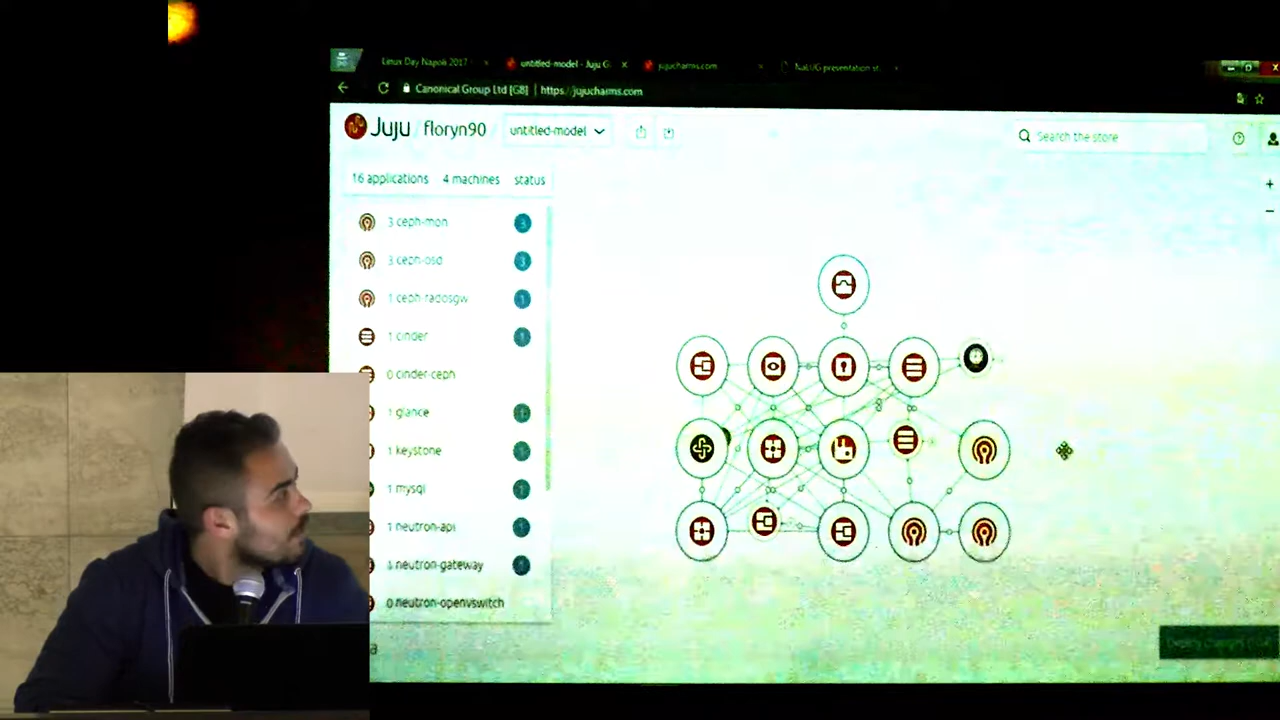 Linux Day Napoli 2017
untitled-model - Juju G
jujucharms.com
NaLUG presentation st
Canonical Group Ltd [GB] https://jujucharms.com
Juju / floryn90 / untitled-model
Search the store
16 applications 4 machines status
3 ceph-mon 3
3 ceph-osd 3
1 ceph-radosgw 1
1 cinder 1
0 cinder-ceph
1 glance 1
1 keystone 1
1 mysql 1
1 neutron-api 1
1 neutron-gateway 1
0 neutron-openvswitch